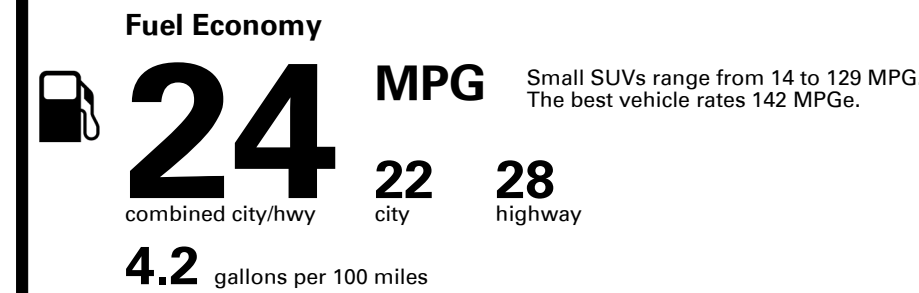 Fuel Economy
24 MPG
Small SUVs range from 14 to 129 MPG
The best vehicle rates 142 MPGe.
combined city/hwy
22 city
28 highway
4.2 gallons per 100 miles